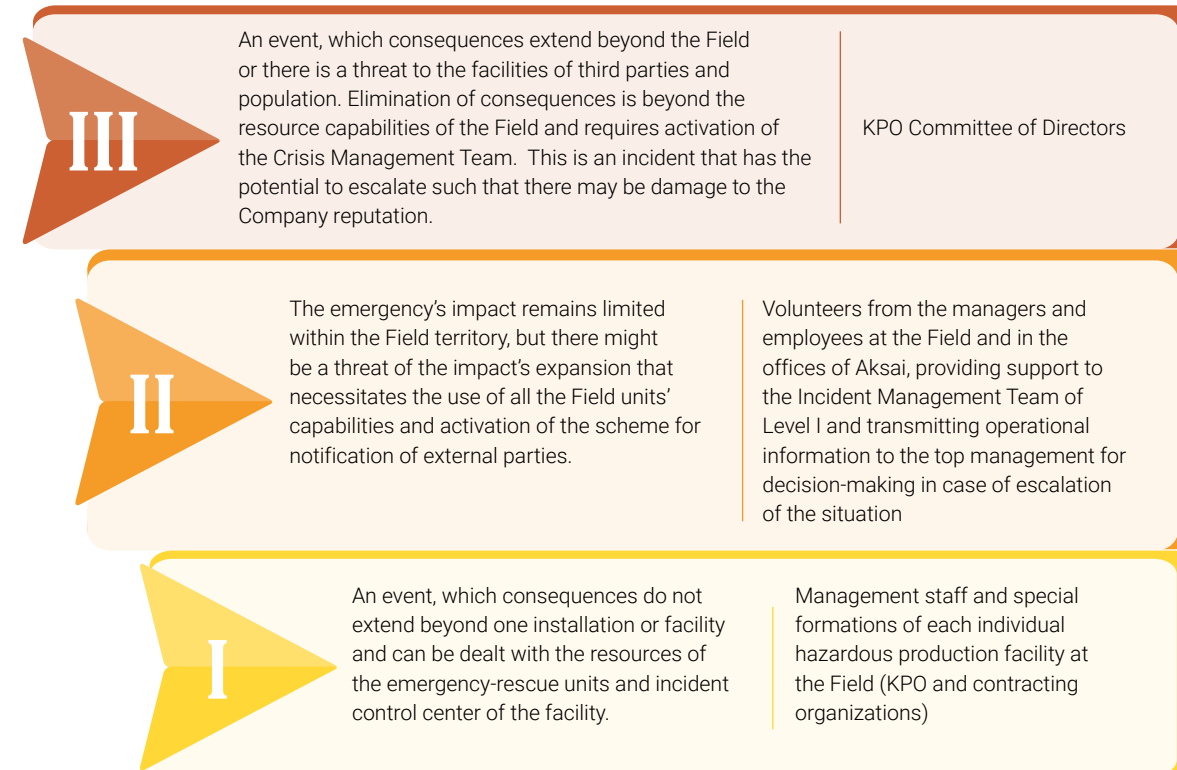 III
An event, which consequences extend beyond the Field
or there is a threat to the facilities of third parties and
population. Elimination of consequences is beyond the
resource capabilities of the Field and requires activation of
the Crisis Management Team.  This is an incident that has the
potential to escalate such that there may be damage to the
Company reputation.
KPO Committee of Directors
II
The emergency’s impact remains limited
within the Field territory, but there might
be a threat of the impact’s expansion that
necessitates the use of all the Field units’
capabilities and activation of the scheme for
notification of external parties.
Volunteers from the managers and
employees at the Field and in the
offices of Aksai, providing support to
the Incident Management Team of
Level I and transmitting operational
information to the top management for
decision-making in case of escalation
of the situation
I
An event, which consequences do not
extend beyond one installation or facility
and can be dealt with the resources of
the emergency-rescue units and incident
control center of the facility.
Management staff and special
formations of each individual
hazardous production facility at
the Field (KPO and contracting
organizations)